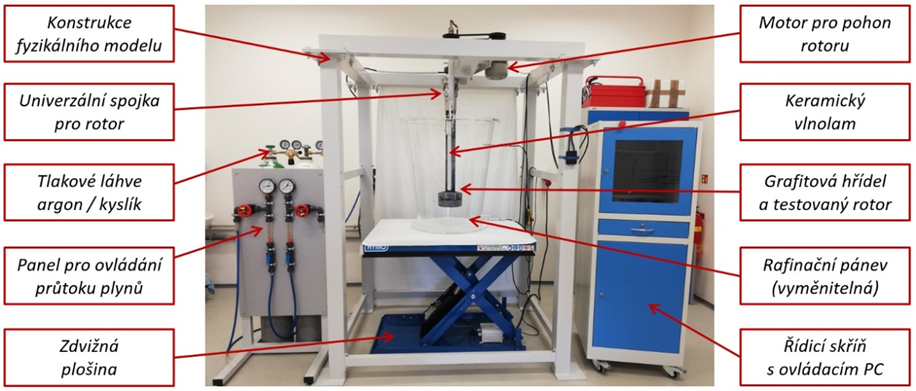 Konstrukce
fyzikálního modelu
Univerzální spojka
pro rotor
Tlakové láhve
argon / kyslík
Panel pro ovládání
průtoku plynů
Zdvižná
plošina
Motor pro pohon
rotoru
Keramický
vlnolam
Grafitová hřídel
a testovaný rotor
Rafinační pánev
(vyměnitelná)
Řídicí skříň
s ovládacím PC